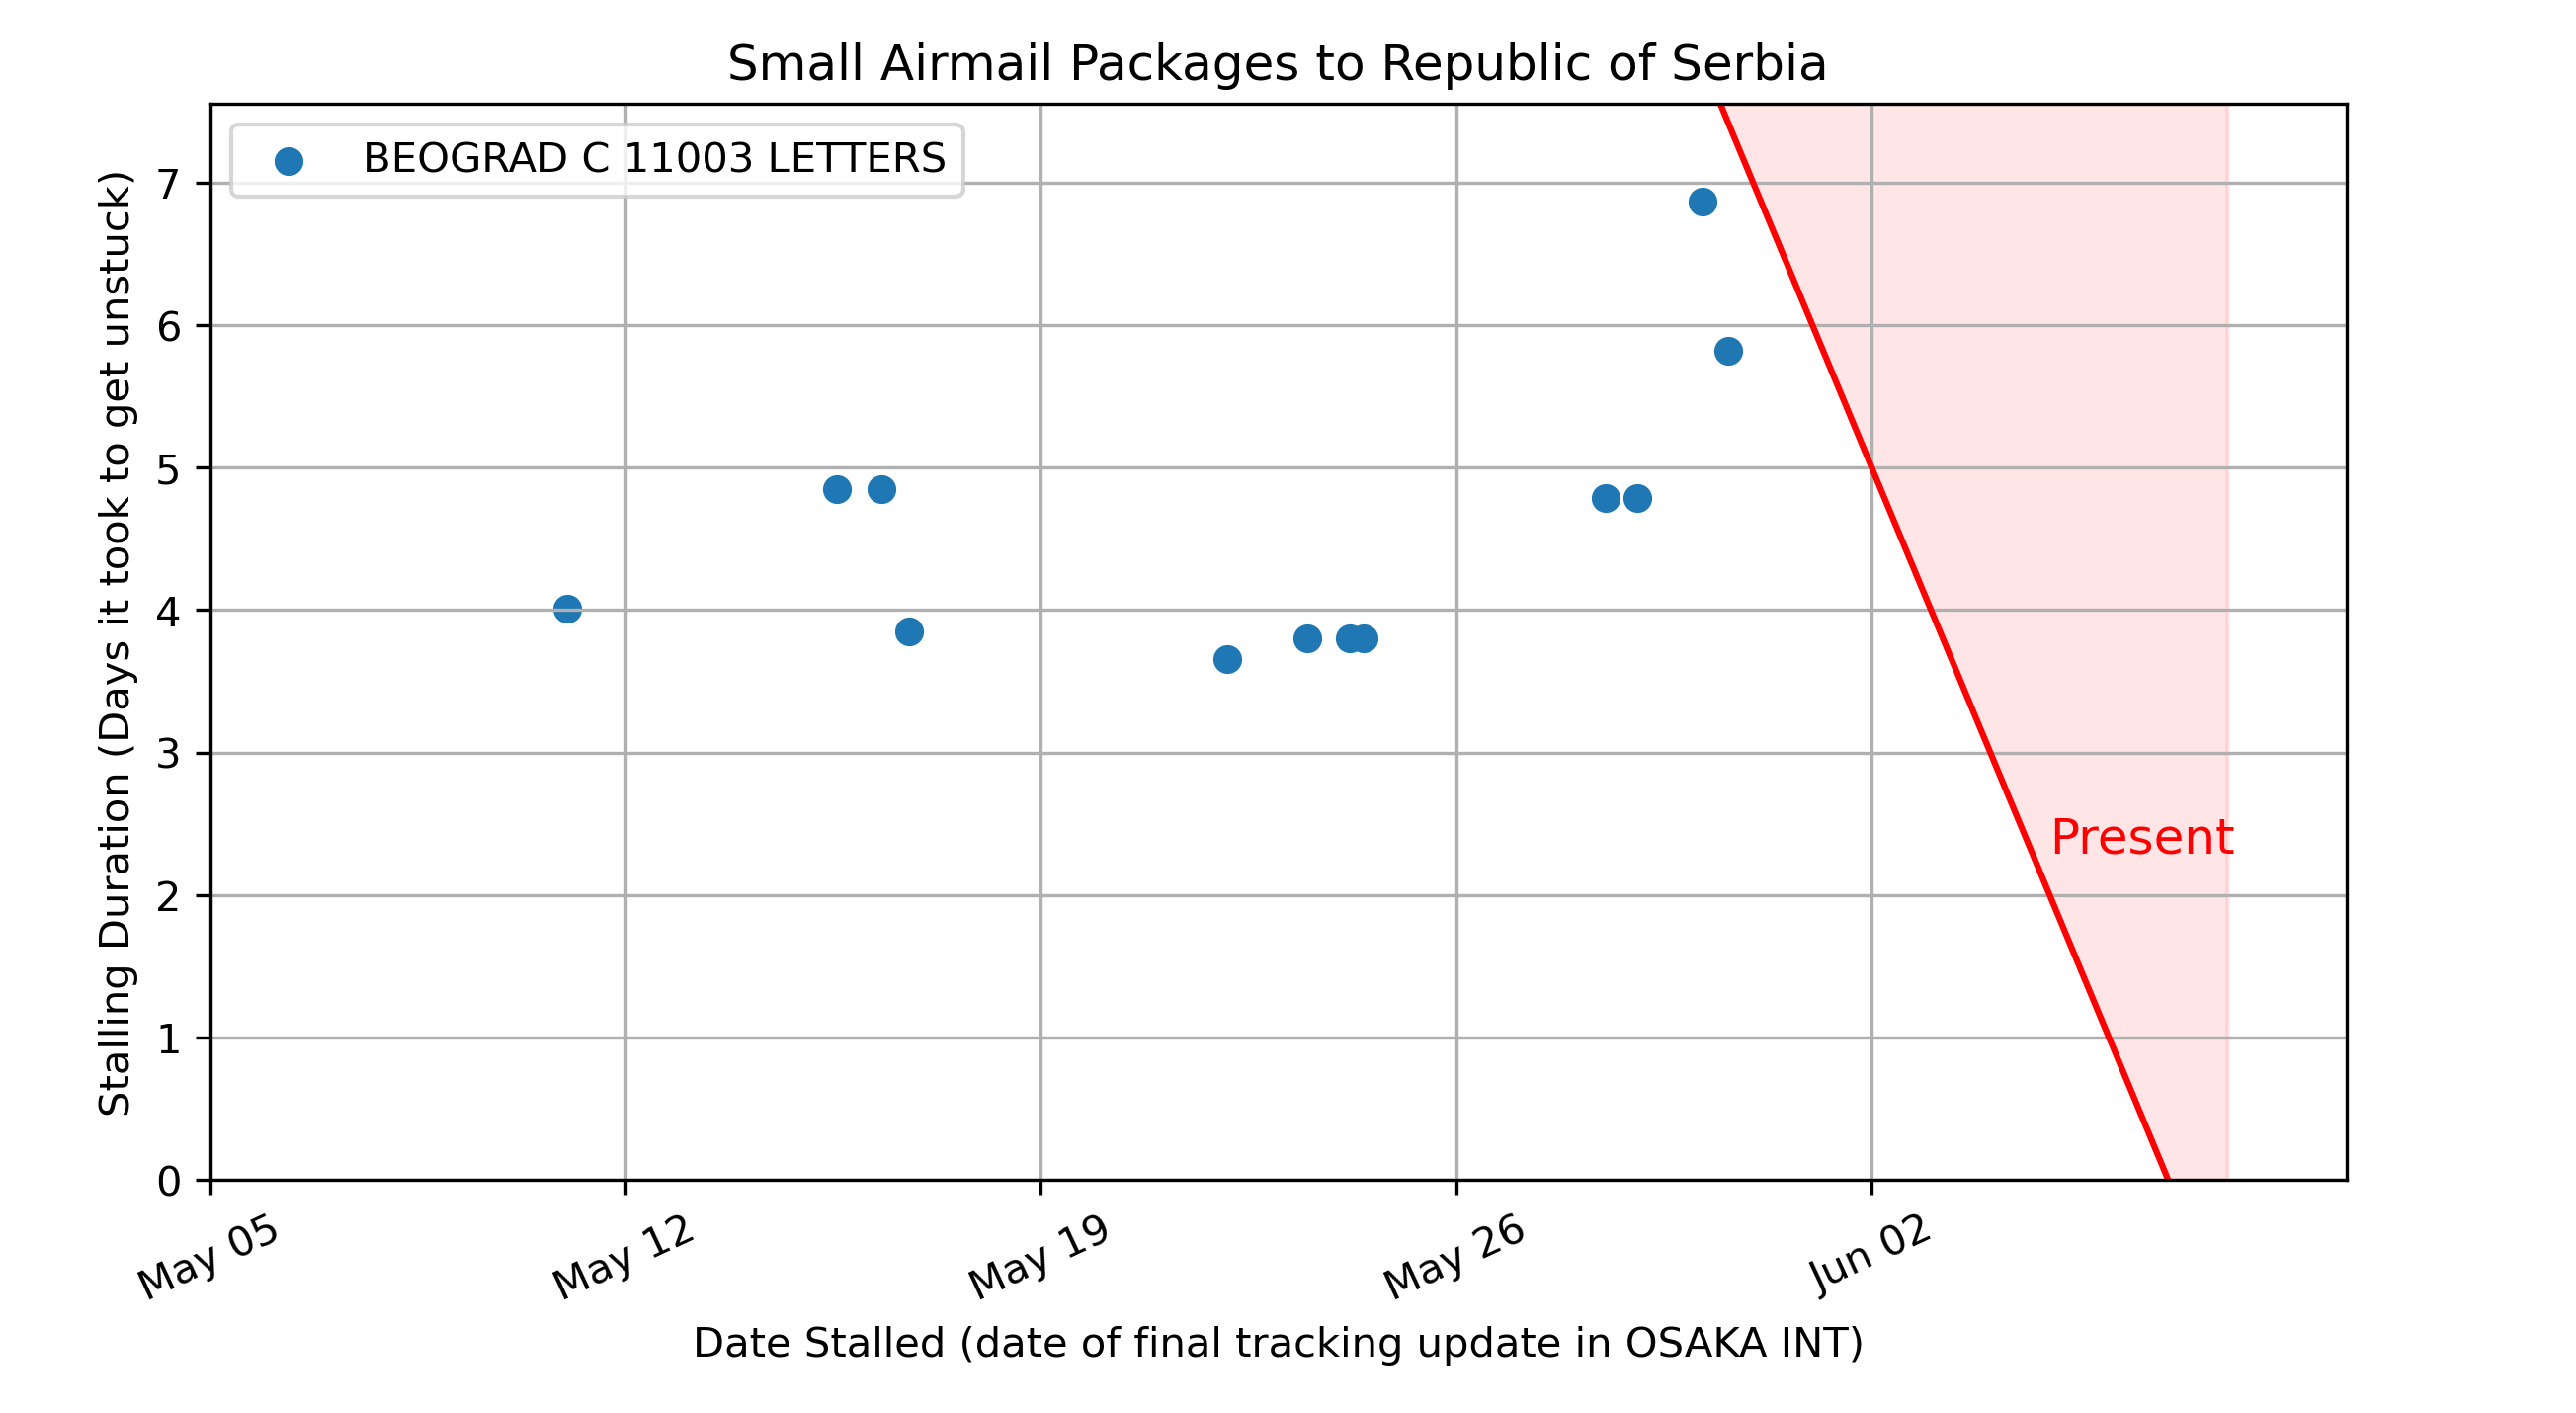 Small Airmail Packages to Republic of Serbia
BEOGRAD C 11003 LETTERS
Stalling Duration (Days it took to get unstuck)
7
6
5
4
3
2
1
0
Present
May 05
May 12
May 19
May 26
Jun 02
Date Stalled (date of final tracking update in OSAKA INT)